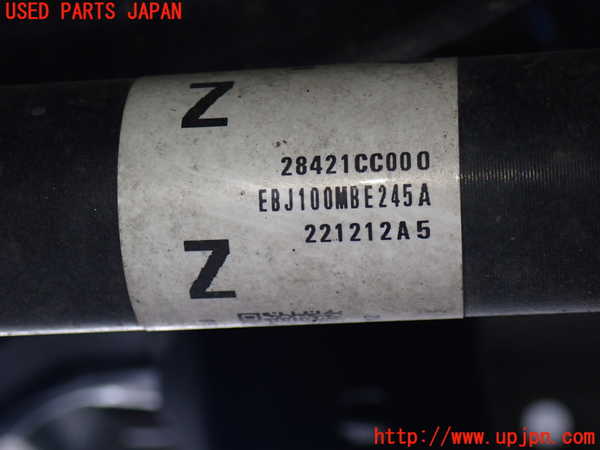 USED PARTS JAPAN
Z
28421CC000
EBJ100MBE245A
221212A5
Z
http://www.upjpn.com/